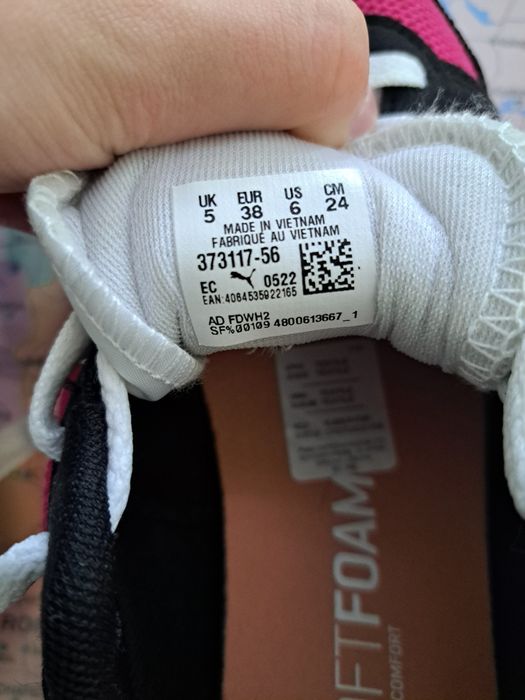 UK EUR US CM
5 38 6 24
MADE IN VIETNAM
FABRIQUE AU VIETNAM
373117-56
EC 0522
EAN:4064535922165
AD FDWH2
SF%00109 4800613667_1
FTFOAM
COMFORT